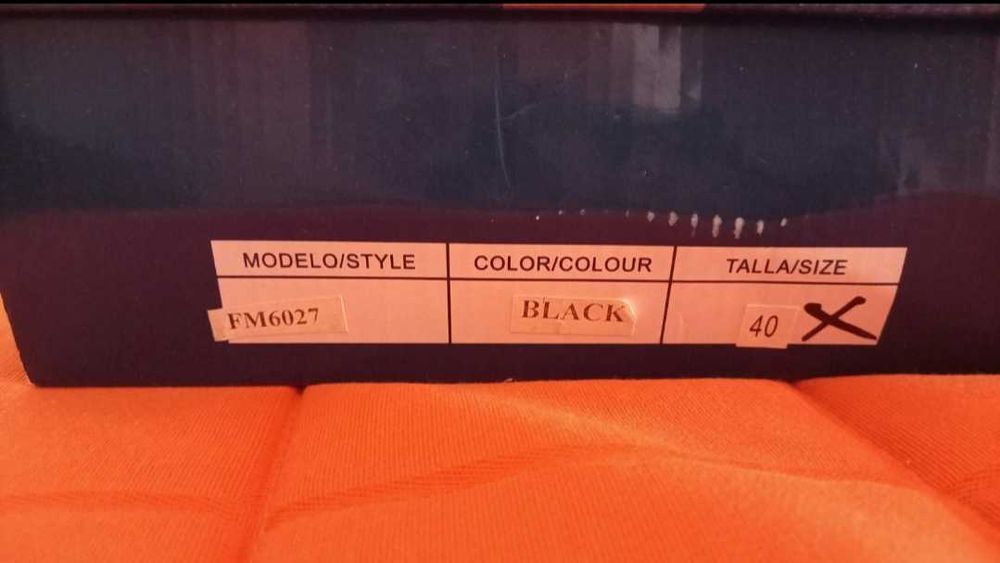 MODELO/STYLE COLOR/COLOUR TALLA/SIZE
FM6027 BLACK 40